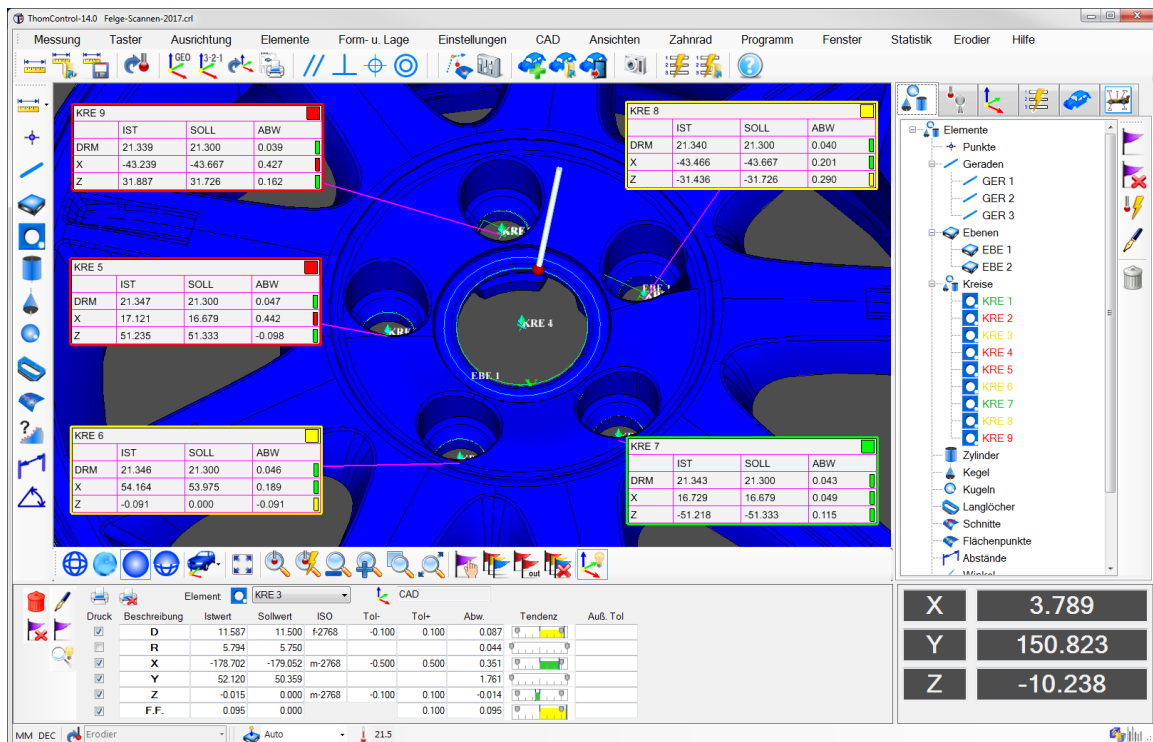 ThomControl-14.0 Felge-Scannen-2017.crl
Messung Taster Ausrichtung Elemente Form- u. Lage Einstellungen CAD Ansichten Zahnrad Programm Fenster Statistik Erodier Hilfe
GEO 3-2-1
KRE 9
IST SOLL ABW
DRM 21.339 21.300 0.039
X -43.239 -43.667 0.427
Z 31.887 31.726 0.162
KRE 8
IST SOLL ABW
DRM 21.340 21.300 0.040
X -43.466 -43.667 0.201
Z -31.436 -31.726 0.290
KRE 5
IST SOLL ABW
DRM 21.347 21.300 0.047
X 17.121 16.679 0.442
Z 51.235 51.333 -0.098
KRE 6
IST SOLL ABW
DRM 21.346 21.300 0.046
X 54.164 53.975 0.189
Z -0.091 0.000 -0.091
KRE 7
IST SOLL ABW
DRM 21.343 21.300 0.043
X 16.729 16.679 0.049
Z -51.218 -51.333 0.115
KRE
KRE
KRE 4
EBE 1
Elemente
Punkte
Geraden
GER 1
GER 2
GER 3
Ebenen
EBE 1
EBE 2
Kreise
KRE 1
KRE 2
KRE 3
KRE 4
KRE 5
KRE 6
KRE 7
KRE 8
KRE 9
Zylinder
Kegel
Kugeln
Langlöcher
Schnitte
Flächenpunkte
Abstände
Winkel
out
Element KRE 3 CAD
Druck Beschreibung Istwert Sollwert ISO Tol- Tol+ Abw. Tendenz Auß. Tol
D 11.587 11.500 f-2768 -0.100 0.100 0.087
R 5.794 5.750 0.044
X -178.702 -179.052 m-2768 -0.500 0.500 0.351
Y 52.120 50.359 1.761
Z -0.015 0.000 m-2768 -0.100 0.100 -0.014
F.F. 0.095 0.000 0.100 0.095
X 3.789
Y 150.823
Z -10.238
MM DEC Erodier Auto 21.5